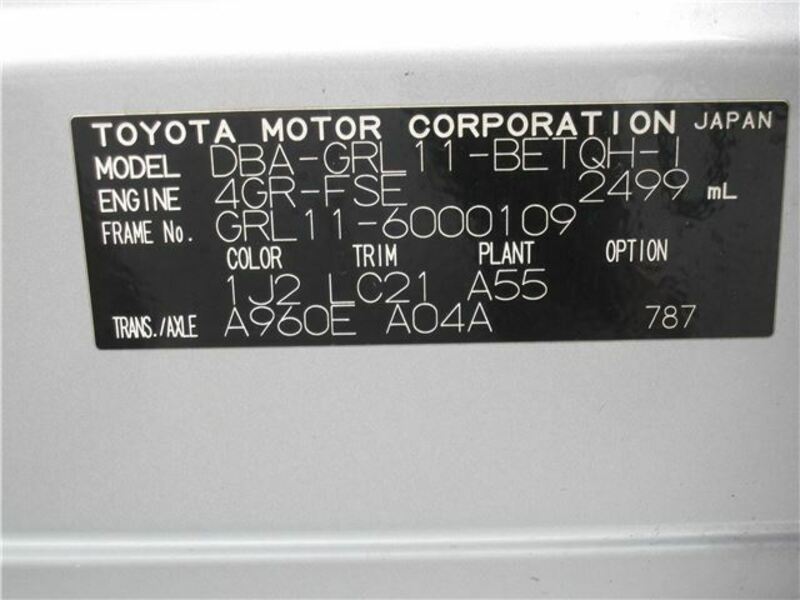 TOYOTA MOTOR CORPORATION JAPAN
MODEL DBA-GRL11-BETQH-I
ENGINE 4GR-FSE 2499 mL
FRAME No. GRL11-6000109
COLOR TRIM PLANT OPTION
1J2 LC21 A55
TRANS./AXLE A960E A04A 787